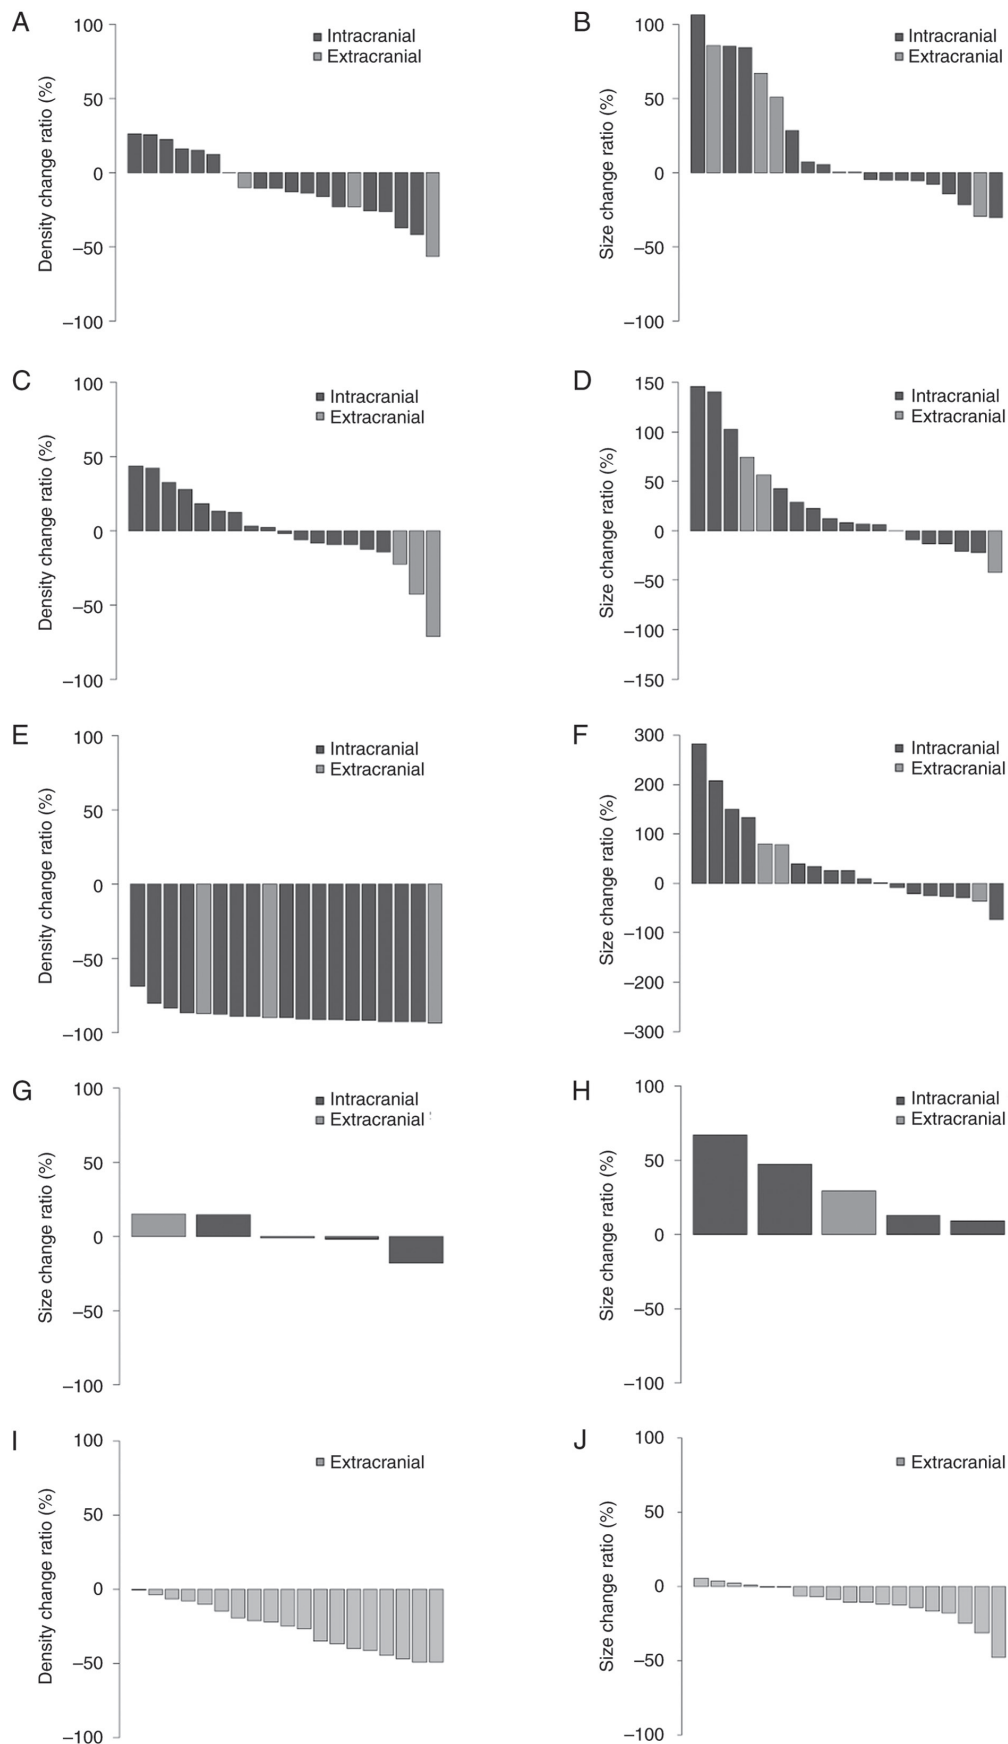 A
Density change ratio (%)
100
50
0
–50
–100
Intracranial
Extracranial
B
Size change ratio (%)
100
50
0
–50
–100
Intracranial
Extracranial
C
Density change ratio (%)
100
50
0
–50
–100
Intracranial
Extracranial
D
Size change ratio (%)
150
100
50
0
–50
–100
–150
Intracranial
Extracranial
E
Density change ratio (%)
100
50
0
–50
–100
Intracranial
Extracranial
F
Size change ratio (%)
300
200
100
0
–100
–200
–300
Intracranial
Extracranial
G
Size change ratio (%)
100
50
0
–50
–100
Intracranial
Extracranial
H
Size change ratio (%)
100
50
0
–50
–100
Intracranial
Extracranial
I
Density change ratio (%)
100
50
0
–50
–100
Extracranial
J
Size change ratio (%)
100
50
0
–50
–100
Extracranial